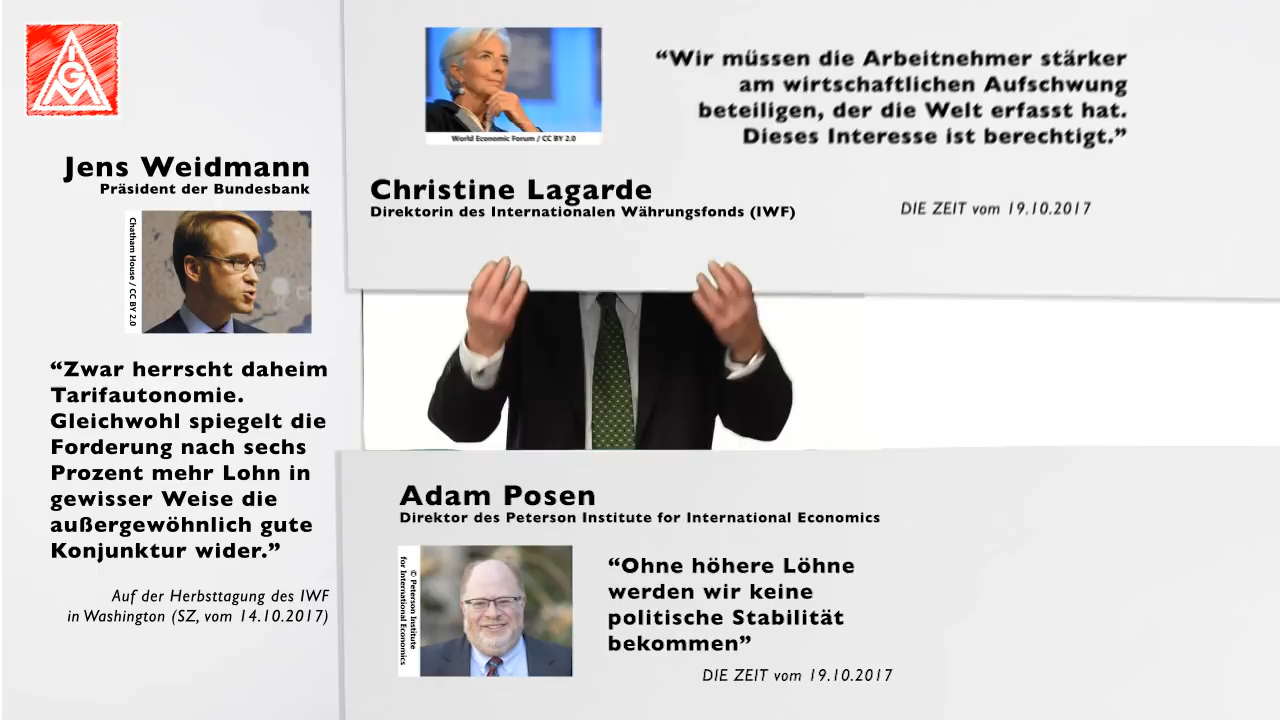 IGM
Jens Weidmann
Präsident der Bundesbank
Chatham House / CC BY 2.0
“Zwar herrscht daheim
Tarifautonomie.
Gleichwohl spiegelt die
Forderung nach sechs
Prozent mehr Lohn in
gewisser Weise die
außergewöhnlich gute
Konjunktur wider.”
Auf der Herbsttagung des IWF
in Washington (SZ, vom 14.10.2017)
World Economic Forum / CC BY 2.0
“Wir müssen die Arbeitnehmer stärker
am wirtschaftlichen Aufschwung
beteiligen, der die Welt erfasst hat.
Dieses Interesse ist berechtigt.”
Christine Lagarde
Direktorin des Internationalen Währungsfonds (IWF)
DIE ZEIT vom 19.10.2017
Adam Posen
Direktor des Peterson Institute for International Economics
© Peterson Institute
for International Economics
“Ohne höhere Löhne
werden wir keine
politische Stabilität
bekommen”
DIE ZEIT vom 19.10.2017